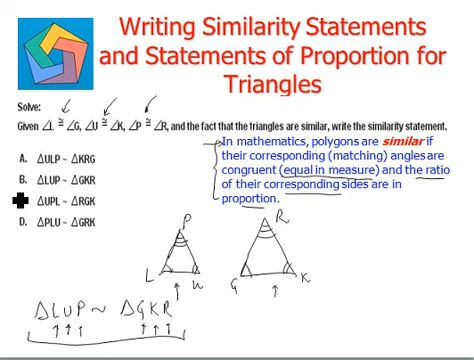 Writing Similarity Statements
and Statements of Proportion for
Triangles
Solve:
Given ∠L ≅ ∠G, ∠U ≅ ∠K, ∠P ≅ ∠R, and the fact that the triangles are similar, write the similarity statement.
In mathematics, polygons are similar if
their corresponding (matching) angles are
congruent (equal in measure) and the ratio
of their corresponding sides are in
proportion.
A. ΔULP ~ ΔKRG
B. ΔLUP ~ ΔGKR
ΔUPL ~ ΔRGK
D. ΔPLU ~ ΔGRK
P
R
L
U
G
K
ΔLUP ~ ΔGKR